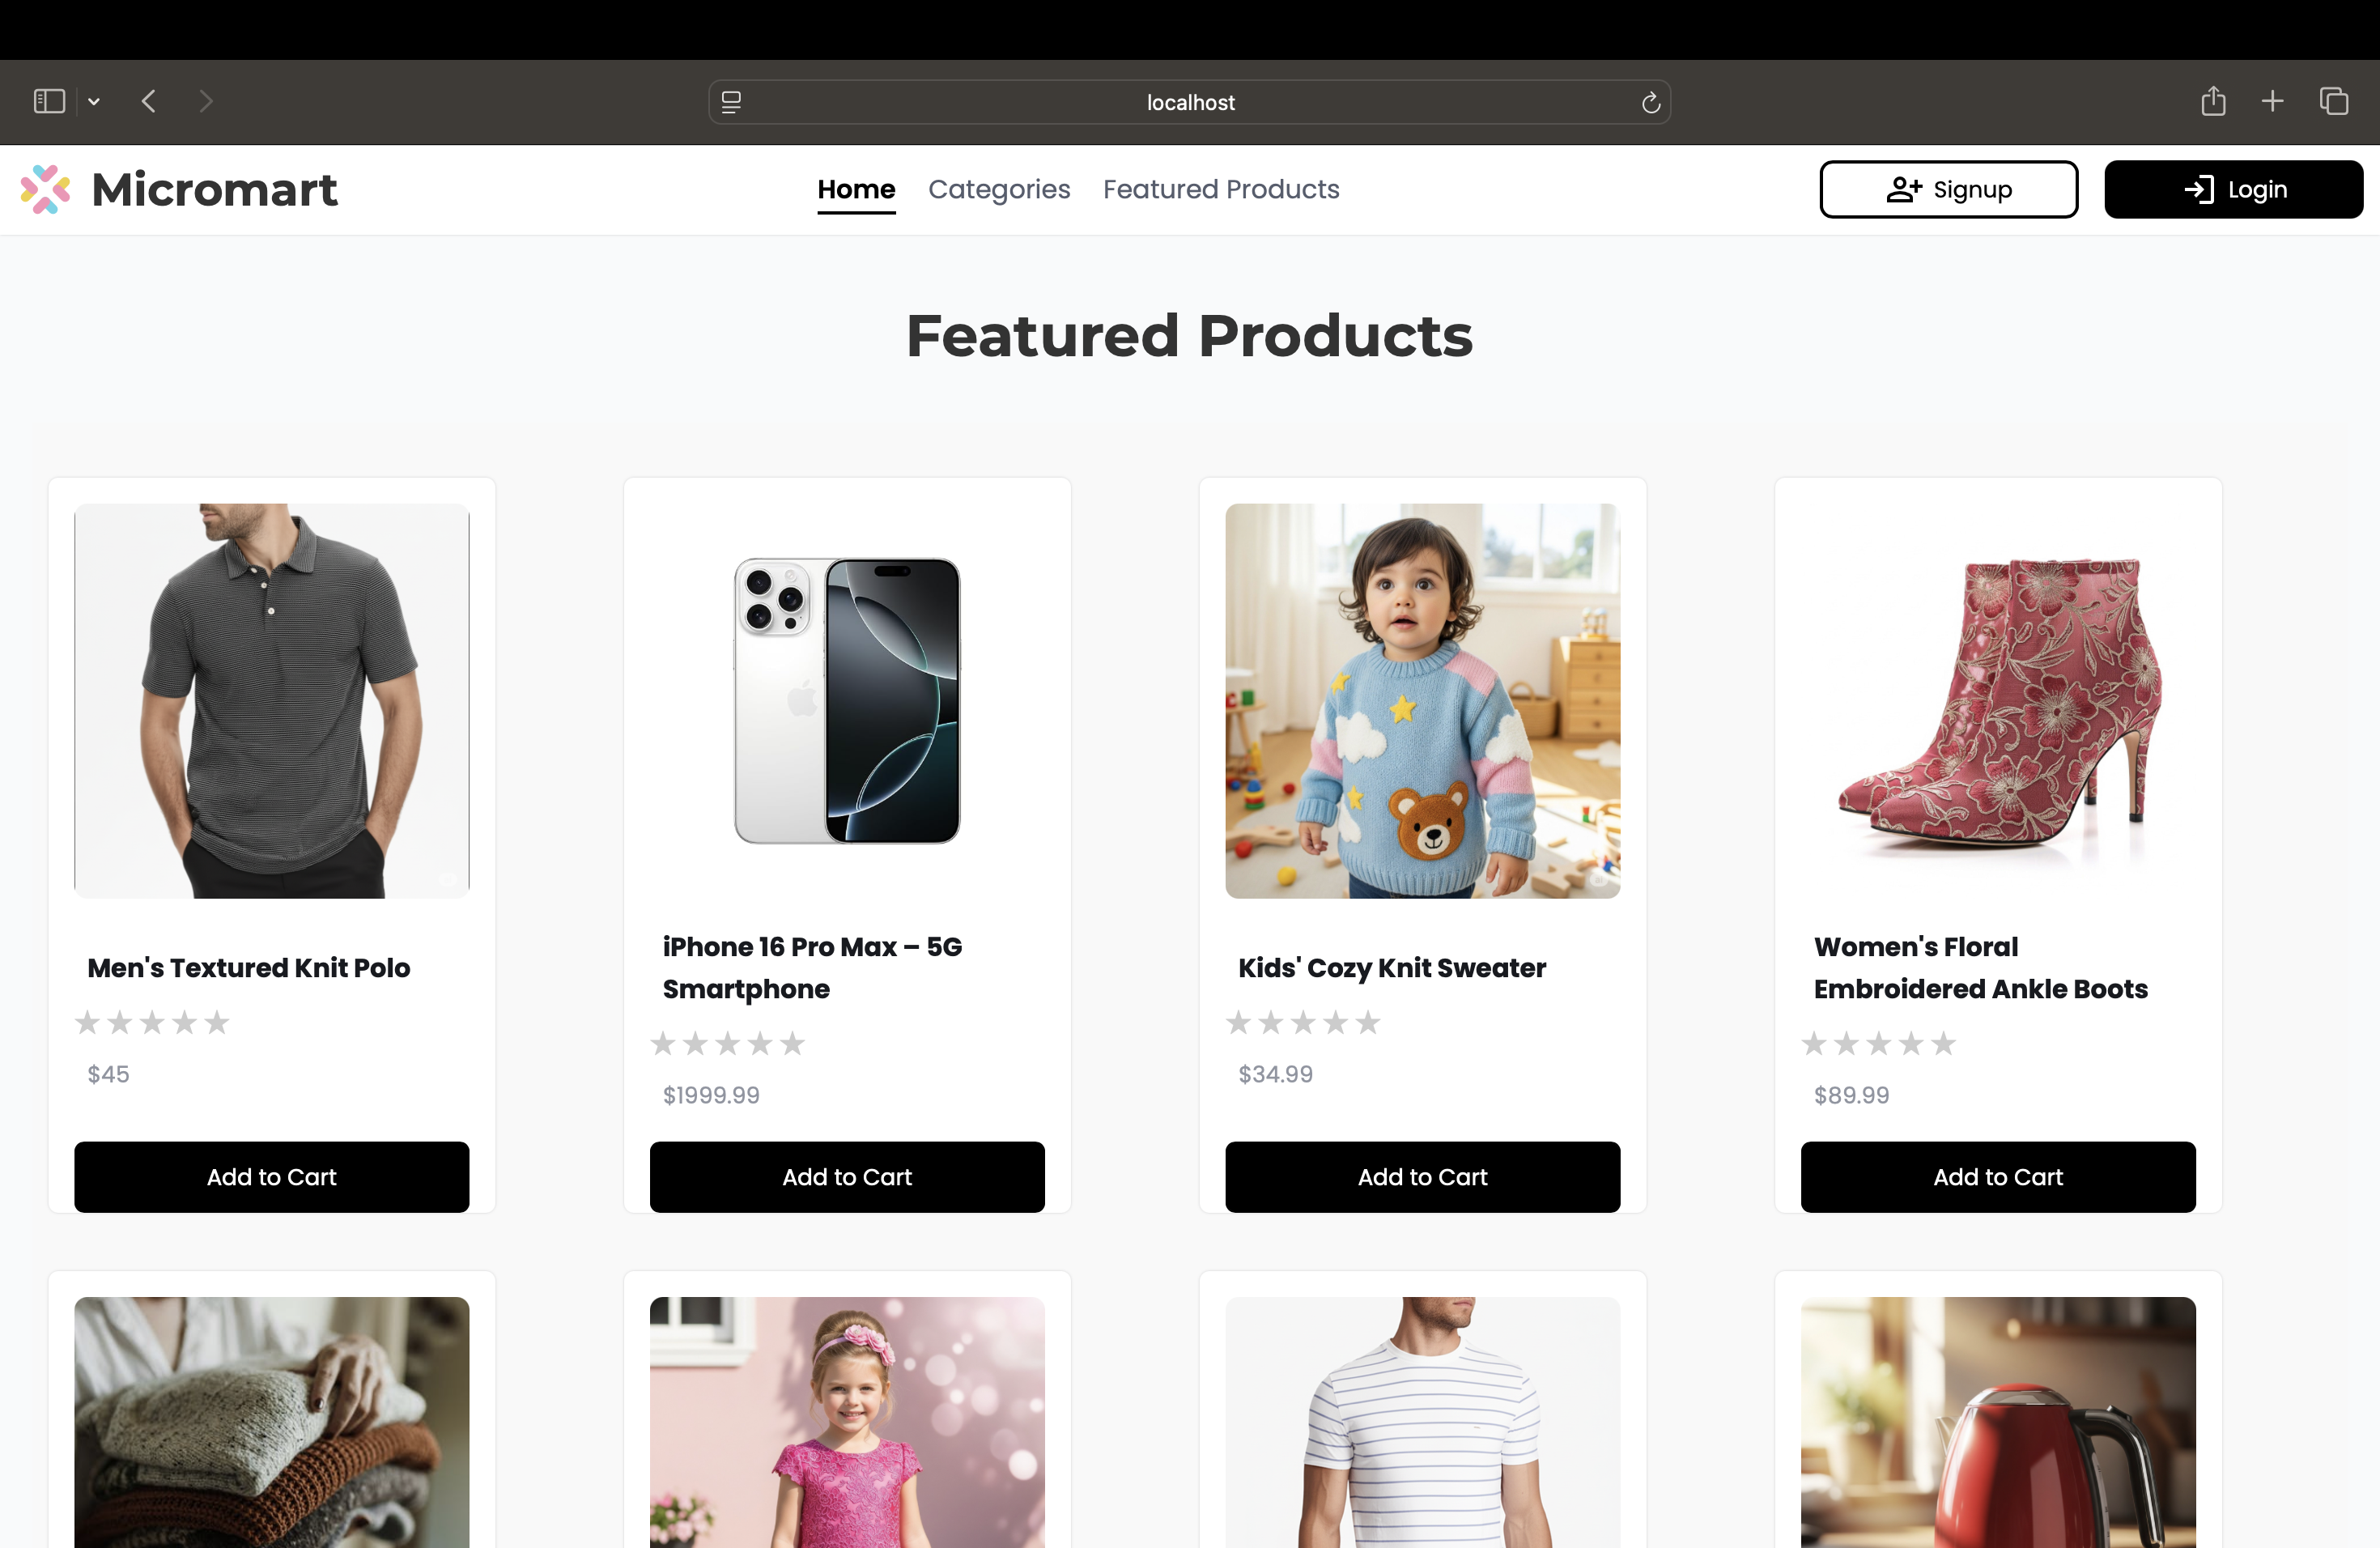 localhost
Micromart
Home
Categories
Featured Products
Signup
Login
Featured Products
Men's Textured Knit Polo
$45
Add to Cart
iPhone 16 Pro Max – 5G
Smartphone
$1999.99
Add to Cart
Kids' Cozy Knit Sweater
$34.99
Add to Cart
Women's Floral
Embroidered Ankle Boots
$89.99
Add to Cart